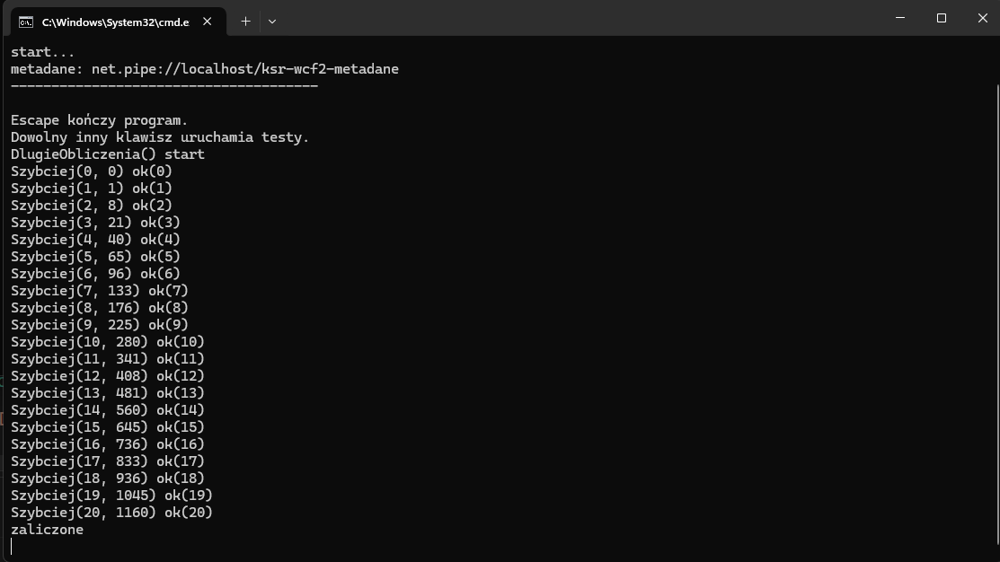 C:\Windows\System32\cmd.e
start...
metadane: net.pipe://localhost/ksr-wcf2-metadane
--------------------------------------
Escape kończy program.
Dowolny inny klawisz uruchamia testy.
DlugieObliczenia() start
Szybciej(0, 0) ok(0)
Szybciej(1, 1) ok(1)
Szybciej(2, 8) ok(2)
Szybciej(3, 21) ok(3)
Szybciej(4, 40) ok(4)
Szybciej(5, 65) ok(5)
Szybciej(6, 96) ok(6)
Szybciej(7, 133) ok(7)
Szybciej(8, 176) ok(8)
Szybciej(9, 225) ok(9)
Szybciej(10, 280) ok(10)
Szybciej(11, 341) ok(11)
Szybciej(12, 408) ok(12)
Szybciej(13, 481) ok(13)
Szybciej(14, 560) ok(14)
Szybciej(15, 645) ok(15)
Szybciej(16, 736) ok(16)
Szybciej(17, 833) ok(17)
Szybciej(18, 936) ok(18)
Szybciej(19, 1045) ok(19)
Szybciej(20, 1160) ok(20)
zaliczone